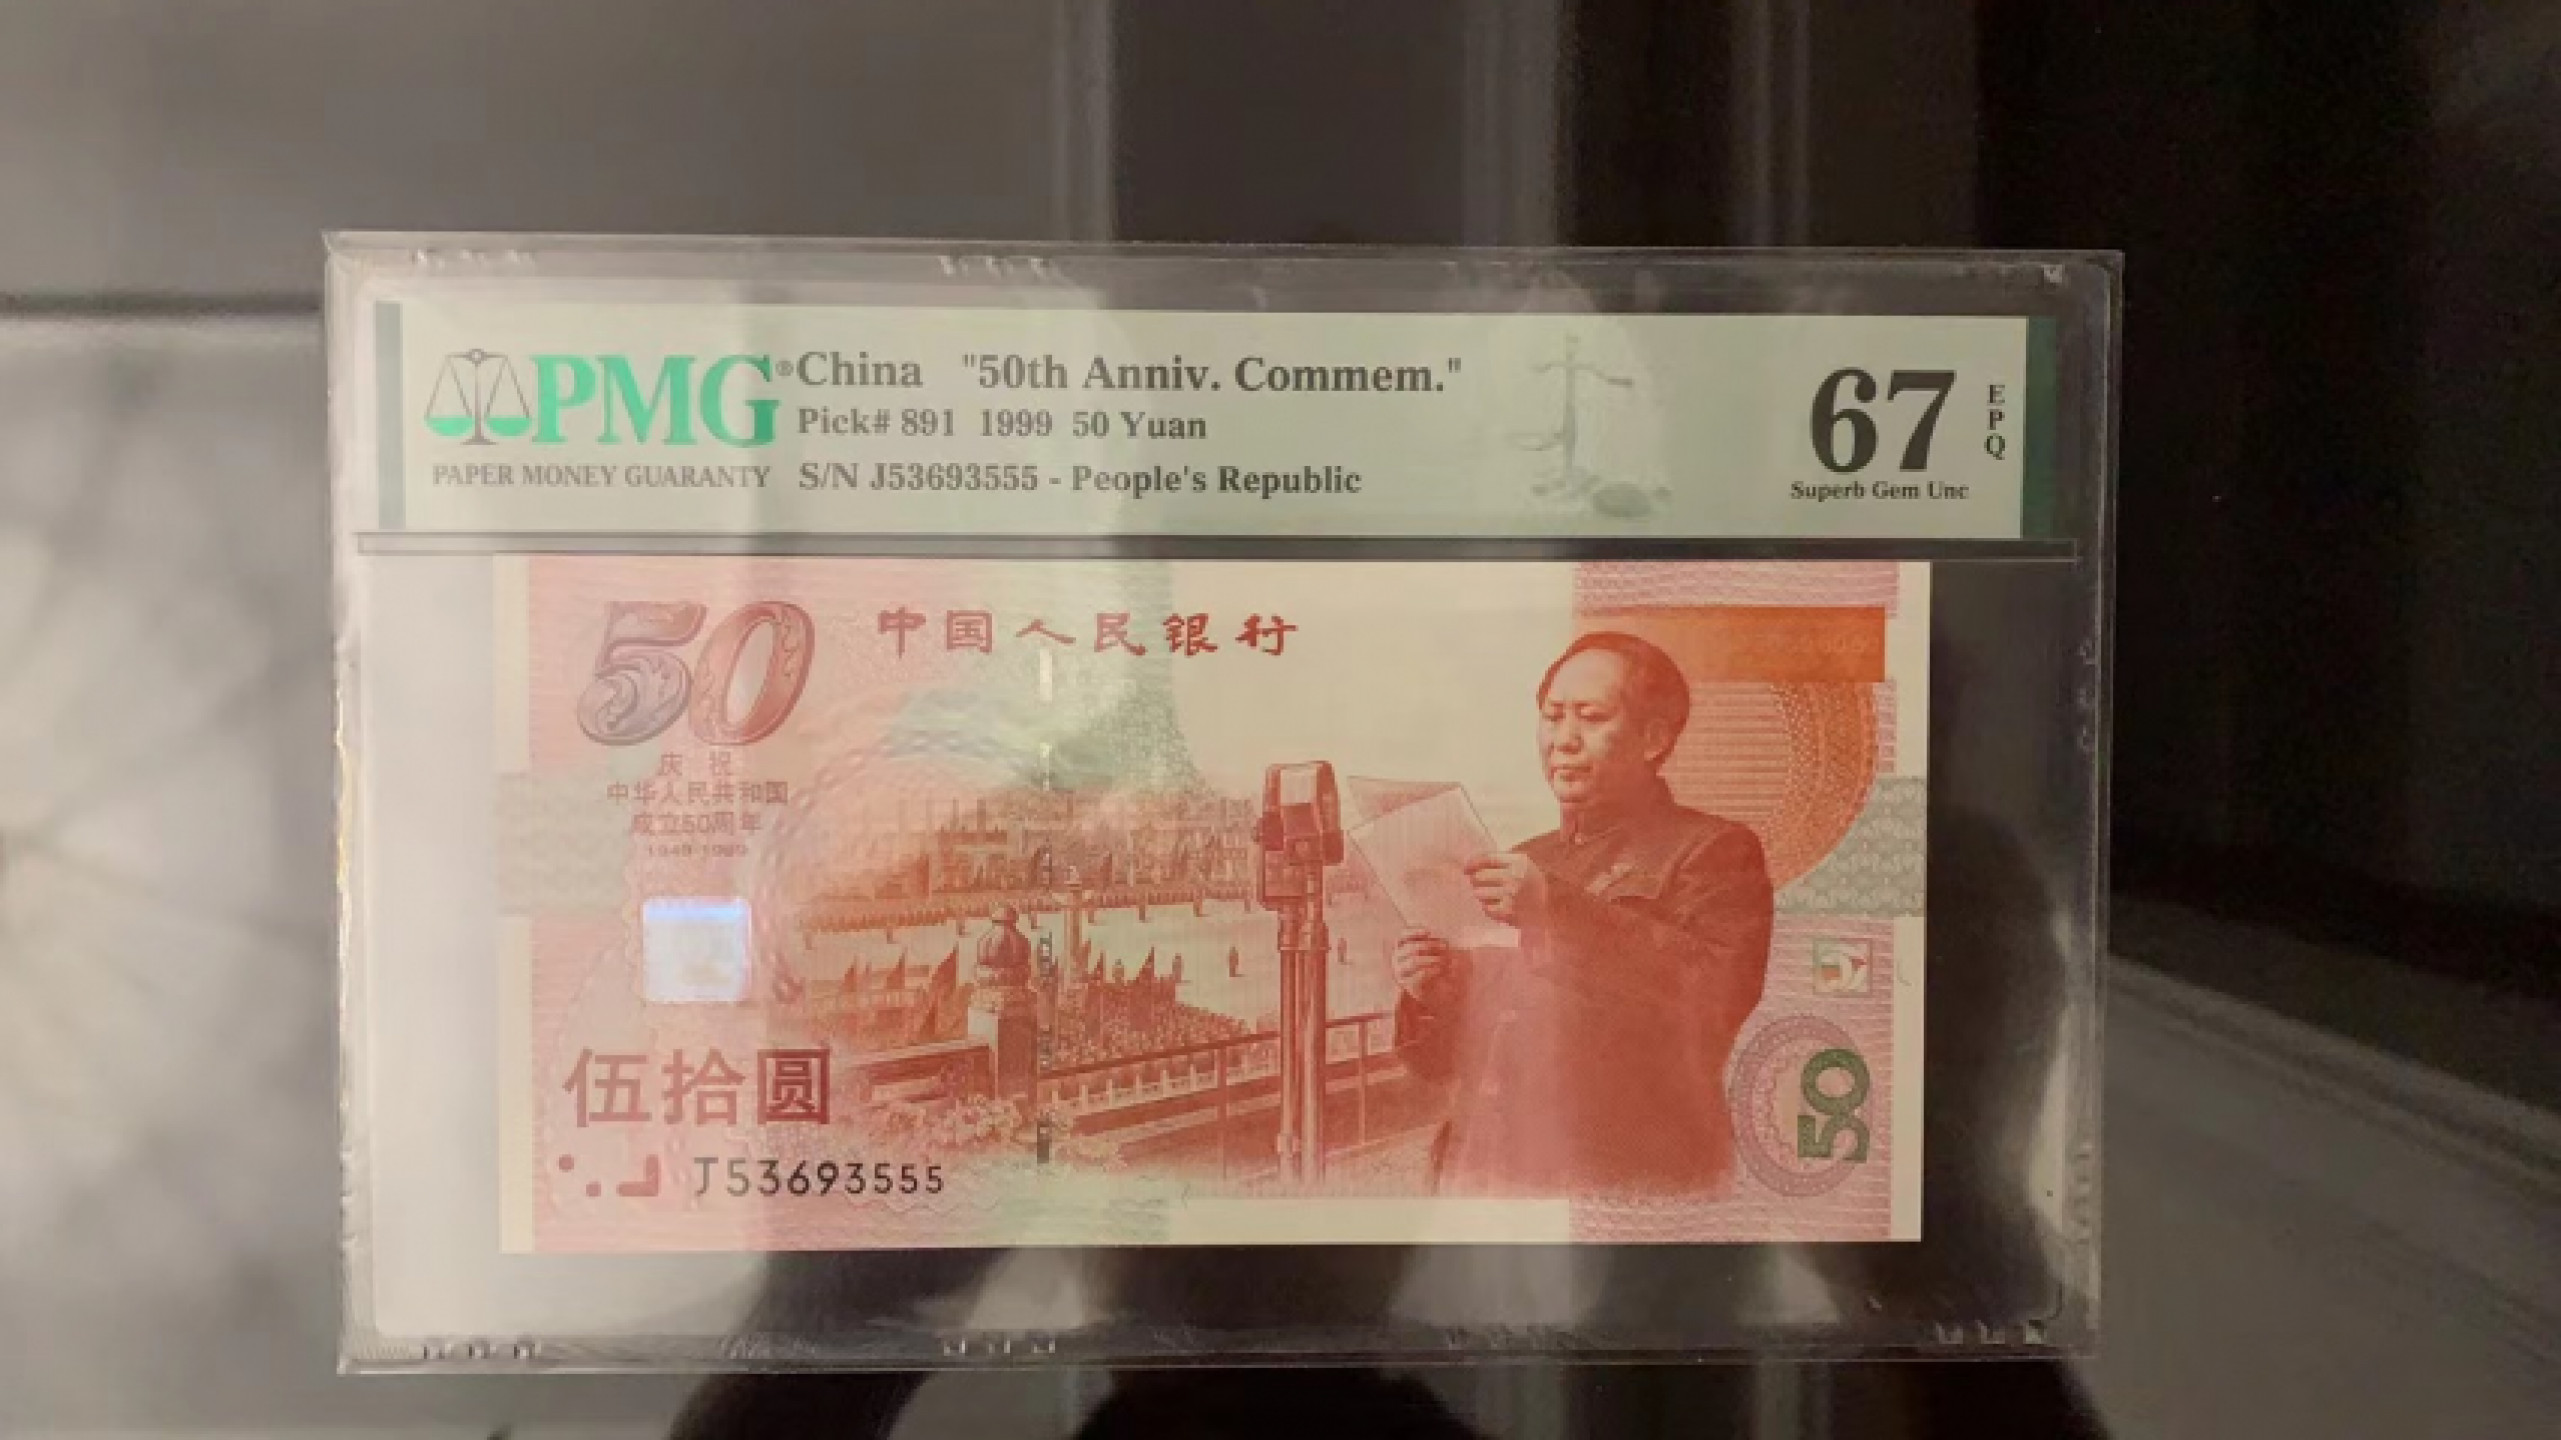 PMG® China "50th Anniv. Commem."
Pick# 891 1999 50 Yuan
PAPER MONEY GUARANTY S/N J53693555 - People's Republic
67 EPQ
Superb Gem Unc
50 中国人民银行
庆祝
中华人民共和国
成立50周年
1949-1999
伍拾圆
J53693555
50